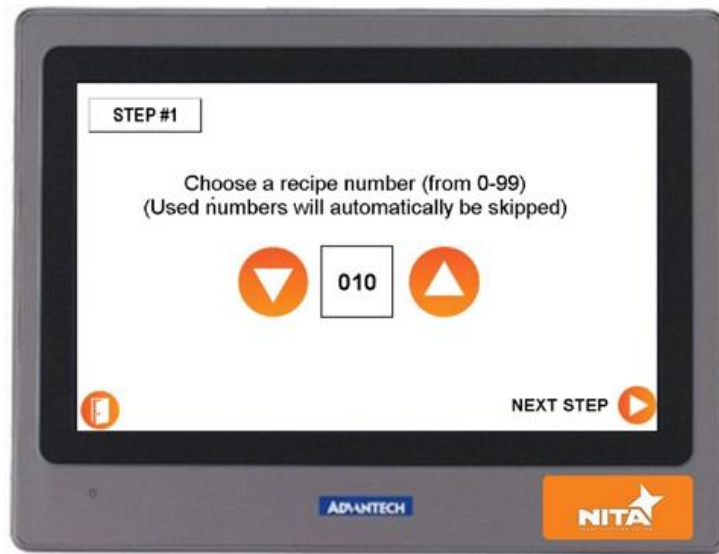 STEP #1
Choose a recipe number (from 0-99)
(Used numbers will automatically be skipped)
010
NEXT STEP
ADVANTECH
NITA